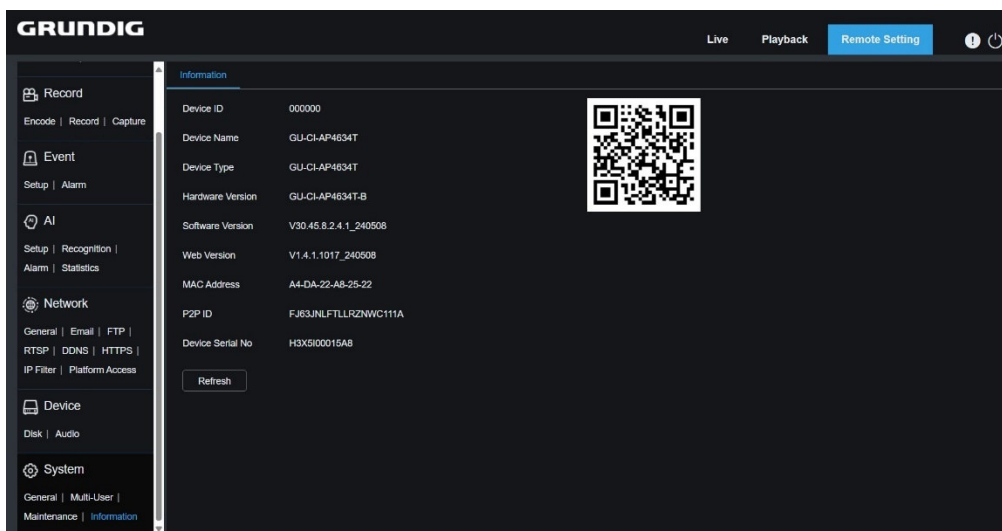 GRUNDIG
Live Playback Remote Setting
Record
Encode | Record | Capture
Event
Setup | Alarm
AI
Setup | Recognition |
Alarm | Statistics
Network
General | Email | FTP |
RTSP | DDNS | HTTPS |
IP Filter | Platform Access
Device
Disk | Audio
System
General | Multi-User |
Maintenance | Information
Information
Device ID 000000
Device Name GU-CI-AP4634T
Device Type GU-CI-AP4634T
Hardware Version GU-CI-AP4634T-B
Software Version V30.45.8.2.4.1_240508
Web Version V1.4.1.1017_240508
MAC Address A4-DA-22-A8-25-22
P2P ID FJ63JNLFTLLRZNWC111A
Device Serial No H3X5I00015A8
Refresh